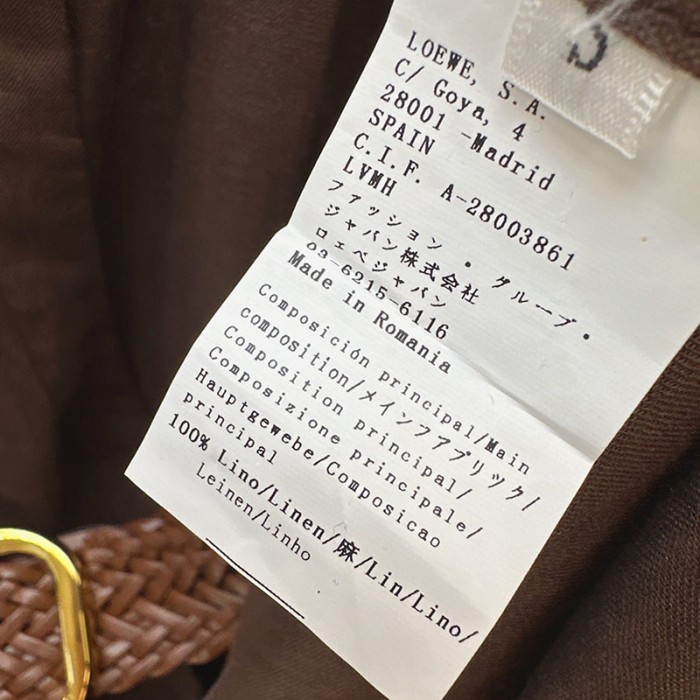 LOEWE, S.A.
C/ Goya, 4
28001 -Madrid
SPAIN
C.I.F. A-28003861
LVMH
ファッション・グループ・
ジャパン株式会社
ロエベジャパン
03-6215-6116
Made in Romania
Composición principal/Main
composition/メインファブリック/
Composition principal/
Composizione principale/
Hauptgewebe/Composicao
principal
100% Lino/Linen/麻/Lin/Lino/
Leinen/Linho